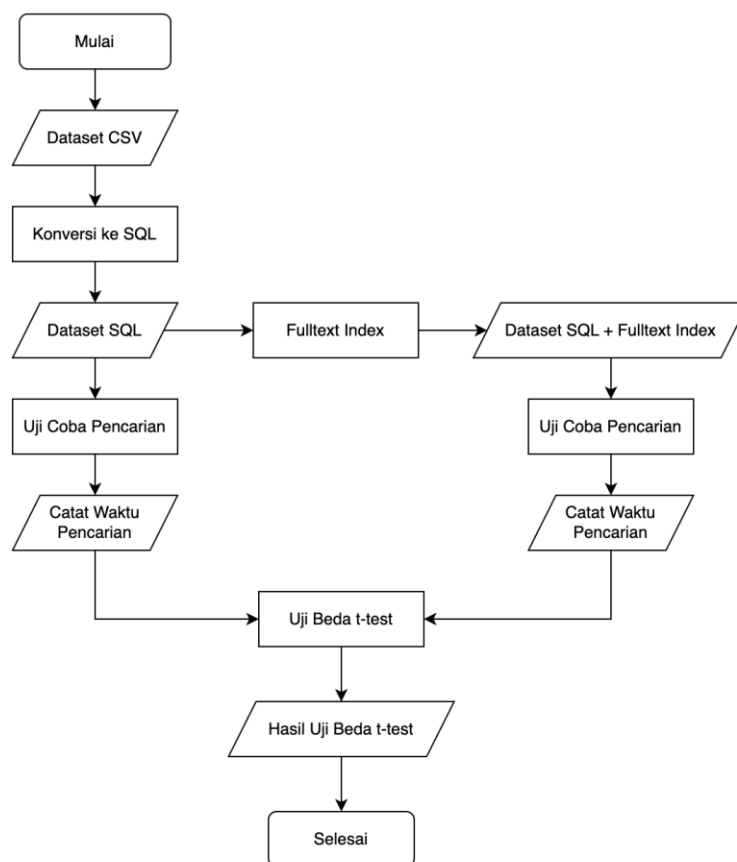 Mulai
Dataset CSV
Konversi ke SQL
Dataset SQL
Fulltext Index
Dataset SQL + Fulltext Index
Uji Coba Pencarian
Uji Coba Pencarian
Catat Waktu
Pencarian
Catat Waktu
Pencarian
Uji Beda t-test
Hasil Uji Beda t-test
Selesai